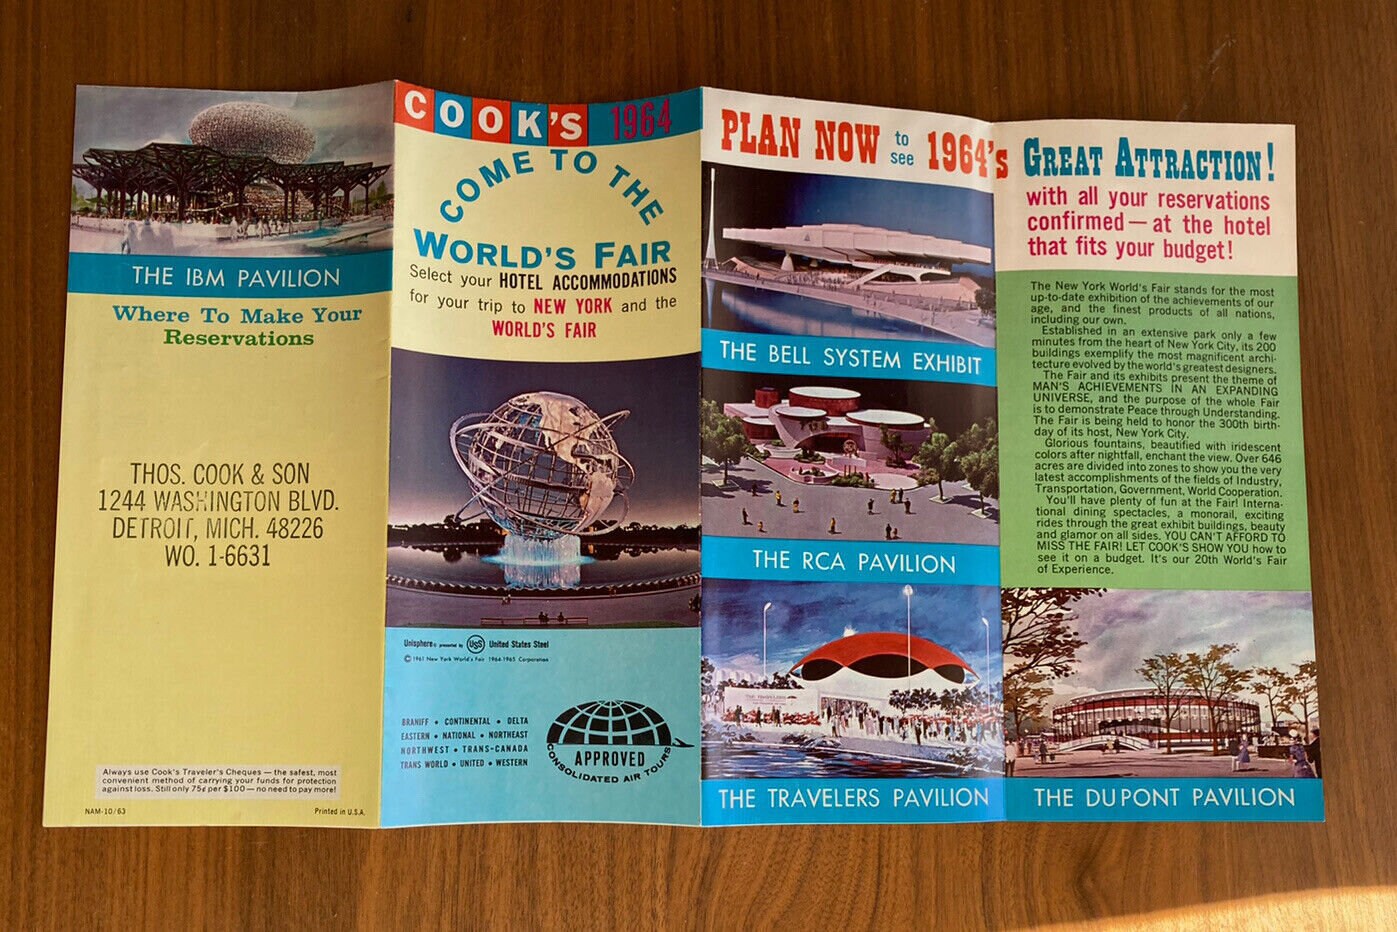 THE IBM PAVILION
Where To Make Your
Reservations
THOS. COOK & SON
1244 WASHINGTON BLVD.
DETROIT, MICH. 48226
WO. 1-6631
Always use Cook's Traveler's Cheques — the safest, most
convenient method of carrying your funds for protection
against loss. Still only 75¢ per $100 — no need to pay more!
NAM-10/63
Printed in U.S.A.
COOK'S 1964
COME TO THE
WORLD'S FAIR
Select your HOTEL ACCOMMODATIONS
for your trip to NEW YORK and the
WORLD'S FAIR
Unisphere® presented by USS United States Steel
© 1961 New York World's Fair 1964-1965 Corporation
BRANIFF • CONTINENTAL • DELTA
EASTERN • NATIONAL • NORTHEAST
NORTHWEST • TRANS-CANADA
TRANS WORLD • UNITED • WESTERN
APPROVED
CONSOLIDATED AIR TOURS
PLAN NOW to see 1964's GREAT ATTRACTION!
THE BELL SYSTEM EXHIBIT
THE RCA PAVILION
THE TRAVELERS PAVILION
with all your reservations
confirmed — at the hotel
that fits your budget!
The New York World's Fair stands for the most
up-to-date exhibition of the achievements of our
age, and the finest products of all nations,
including our own.
Established in an extensive park only a few
minutes from the heart of New York City, its 200
buildings exemplify the most magnificent archi-
tecture evolved by the world's greatest designers.
The Fair and its exhibits present the theme of
MAN'S ACHIEVEMENTS IN AN EXPANDING
UNIVERSE, and the purpose of the whole Fair
is to demonstrate Peace through Understanding.
The Fair is being held to honor the 300th birth-
day of its host, New York City.
Glorious fountains, beautified with iridescent
colors after nightfall, enchant the view. Over 646
acres are divided into zones to show you the very
latest accomplishments of the fields of Industry,
Transportation, Government, World Cooperation.
You'll have plenty of fun at the Fair! Interna-
tional dining spectacles, a monorail, exciting
rides through the great exhibit buildings, beauty
and glamor on all sides. YOU CAN'T AFFORD TO
MISS THE FAIR! LET COOK'S SHOW YOU how to
see it on a budget. It's our 20th World's Fair
of Experience.
THE DU PONT PAVILION